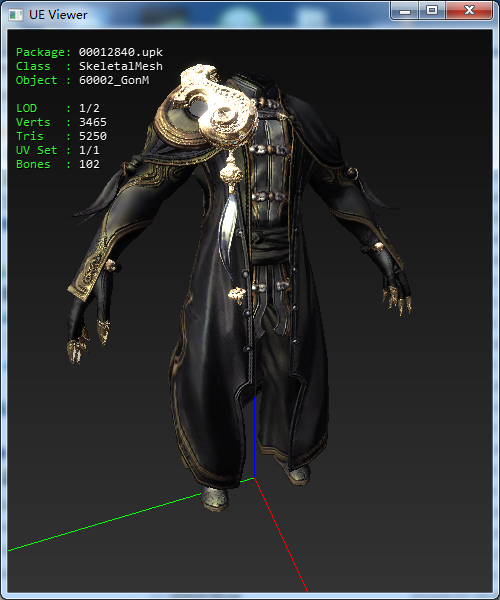 UE Viewer
Package: 00012840.upk
Class : SkeletalMesh
Object : 60002_GonM
LOD : 1/2
Verts : 3465
Tris : 5250
UV Set : 1/1
Bones : 102